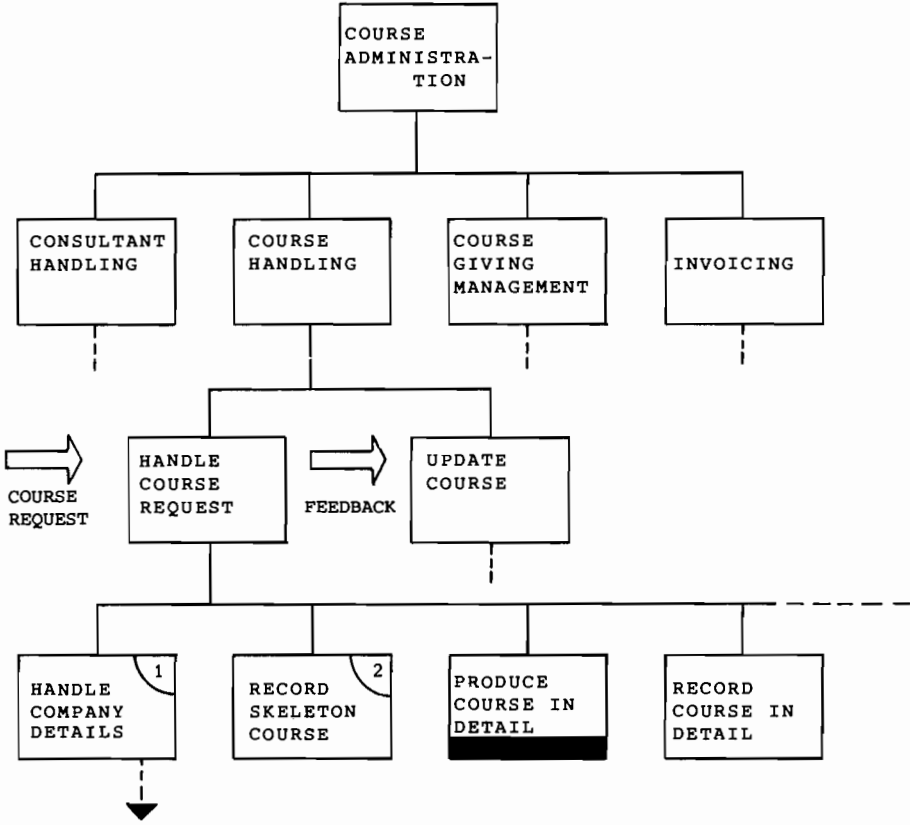 COURSE
ADMINISTRA-
TION
CONSULTANT
HANDLING
COURSE
HANDLING
COURSE
GIVING
MANAGEMENT
INVOICING
COURSE
REQUEST
HANDLE
COURSE
REQUEST
FEEDBACK
UPDATE
COURSE
1
HANDLE
COMPANY
DETAILS
2
RECORD
SKELETON
COURSE
PRODUCE
COURSE IN
DETAIL
RECORD
COURSE IN
DETAIL